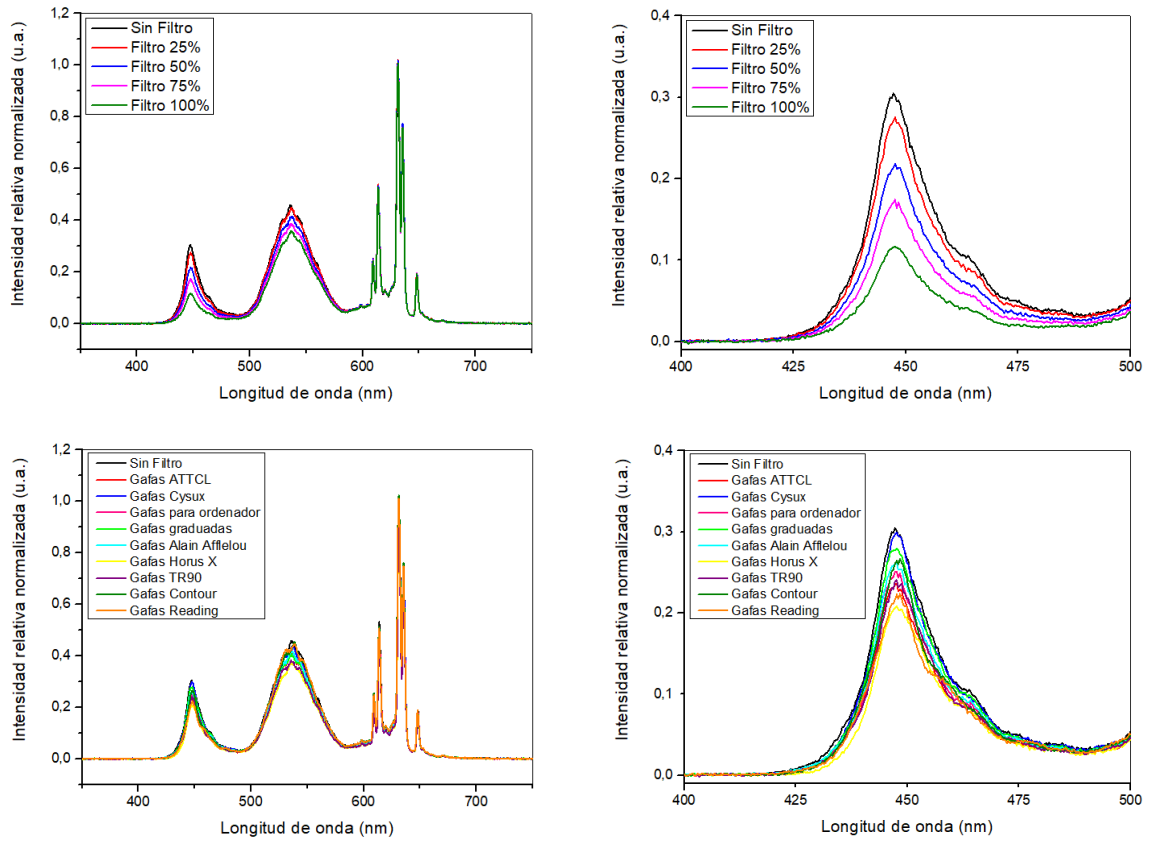 Intensidad relativa normalizada (u.a.)
1,2
1,0
0,8
0,6
0,4
0,2
0,0
Sin Filtro
Filtro 25%
Filtro 50%
Filtro 75%
Filtro 100%
400
500
600
700
Longitud de onda (nm)
Intensidad relativa normalizada (u.a.)
0,4
0,3
0,2
0,1
0,0
Sin Filtro
Filtro 25%
Filtro 50%
Filtro 75%
Filtro 100%
400
425
450
475
500
Longitud de onda (nm)
Intensidad relativa normalizada (u.a.)
1,2
1,0
0,8
0,6
0,4
0,2
0,0
Sin Filtro
Gafas ATTCL
Gafas Cysux
Gafas para ordenador
Gafas graduadas
Gafas Alain Afflelou
Gafas Horus X
Gafas TR90
Gafas Contour
Gafas Reading
400
500
600
700
Longitud de onda (nm)
Intensidad relativa normalizada (u.a.)
0,4
0,3
0,2
0,1
0,0
Sin Filtro
Gafas ATTCL
Gafas Cysux
Gafas para ordenador
Gafas graduadas
Gafas Alain Afflelou
Gafas Horus X
Gafas TR90
Gafas Contour
Gafas Reading
400
425
450
475
500
Longitud de onda (nm)